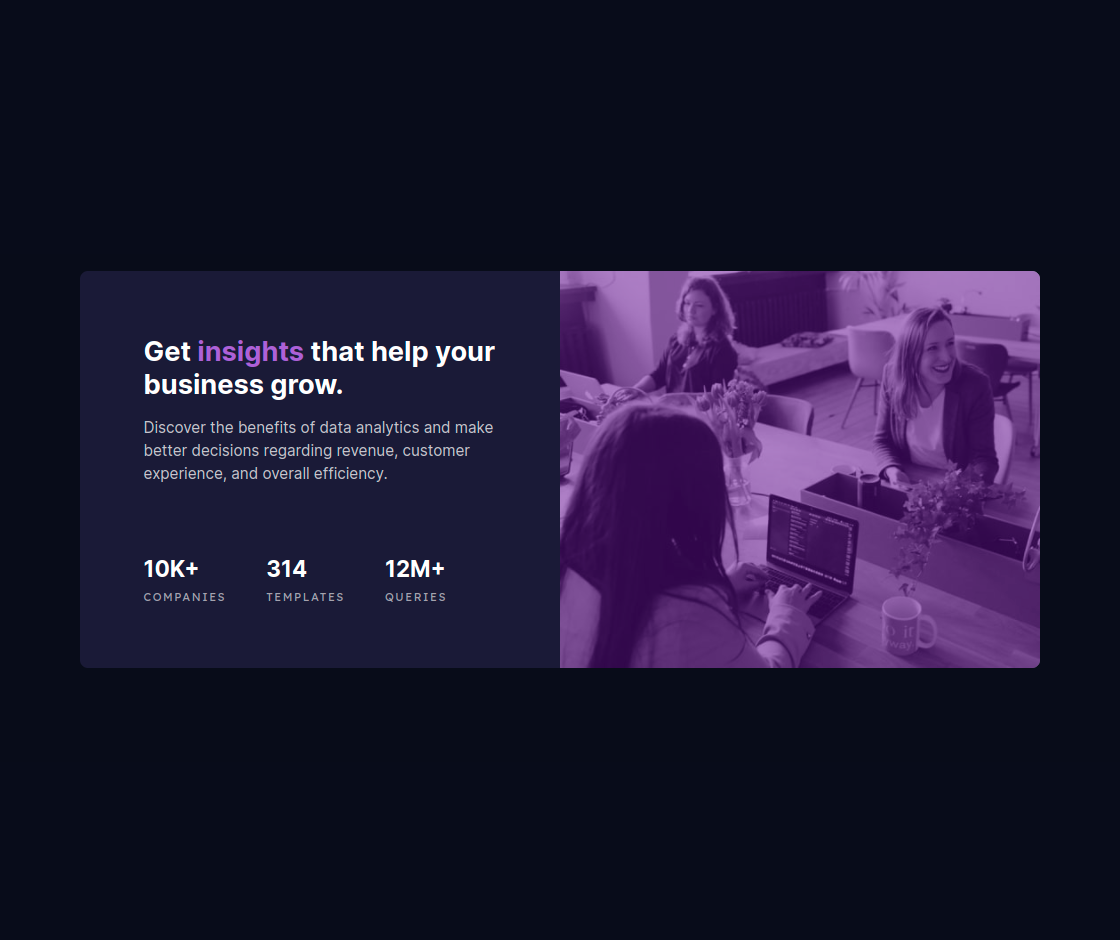 Get insights that help your
business grow.
Discover the benefits of data analytics and make
better decisions regarding revenue, customer
experience, and overall efficiency.
10K+ 314 12M+
COMPANIES TEMPLATES QUERIES